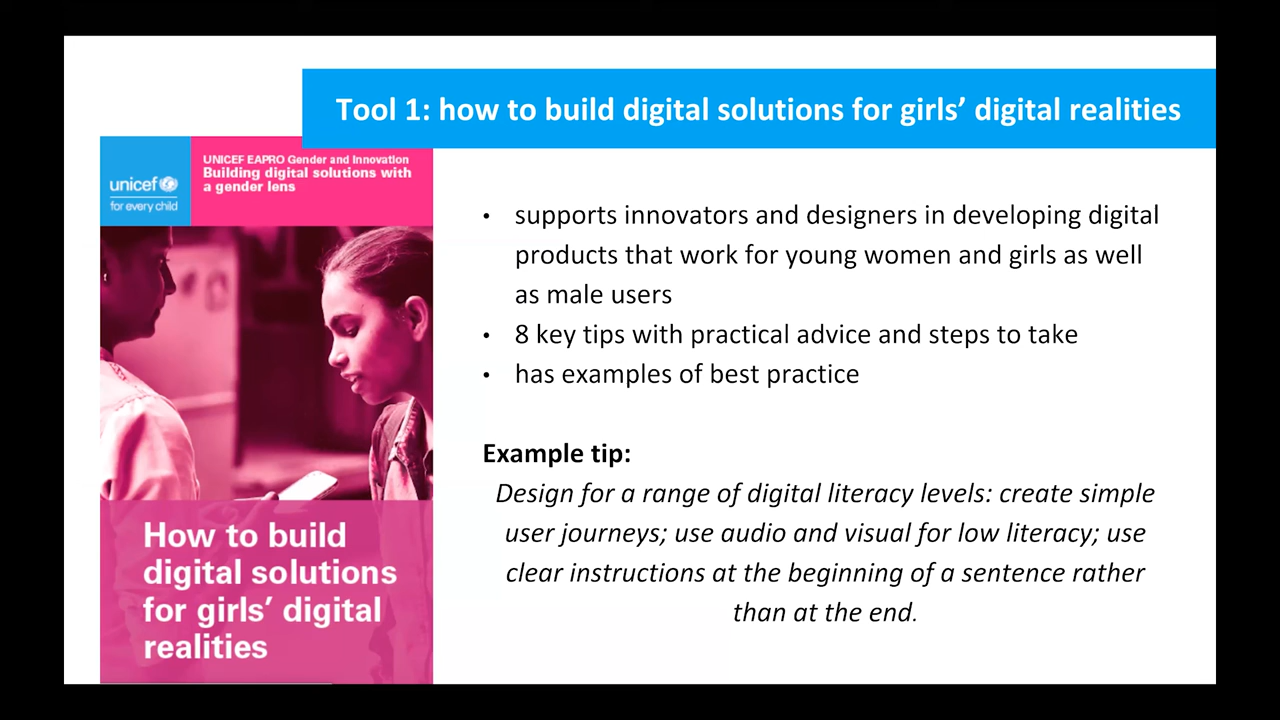 Tool 1: how to build digital solutions for girls’ digital realities
unicef
for every child
UNICEF EAPRO Gender and Innovation
Building digital solutions with
a gender lens
How to build
digital solutions
for girls’ digital
realities
• supports innovators and designers in developing digital
products that work for young women and girls as well
as male users
• 8 key tips with practical advice and steps to take
• has examples of best practice
Example tip:
Design for a range of digital literacy levels: create simple
user journeys; use audio and visual for low literacy; use
clear instructions at the beginning of a sentence rather
than at the end.